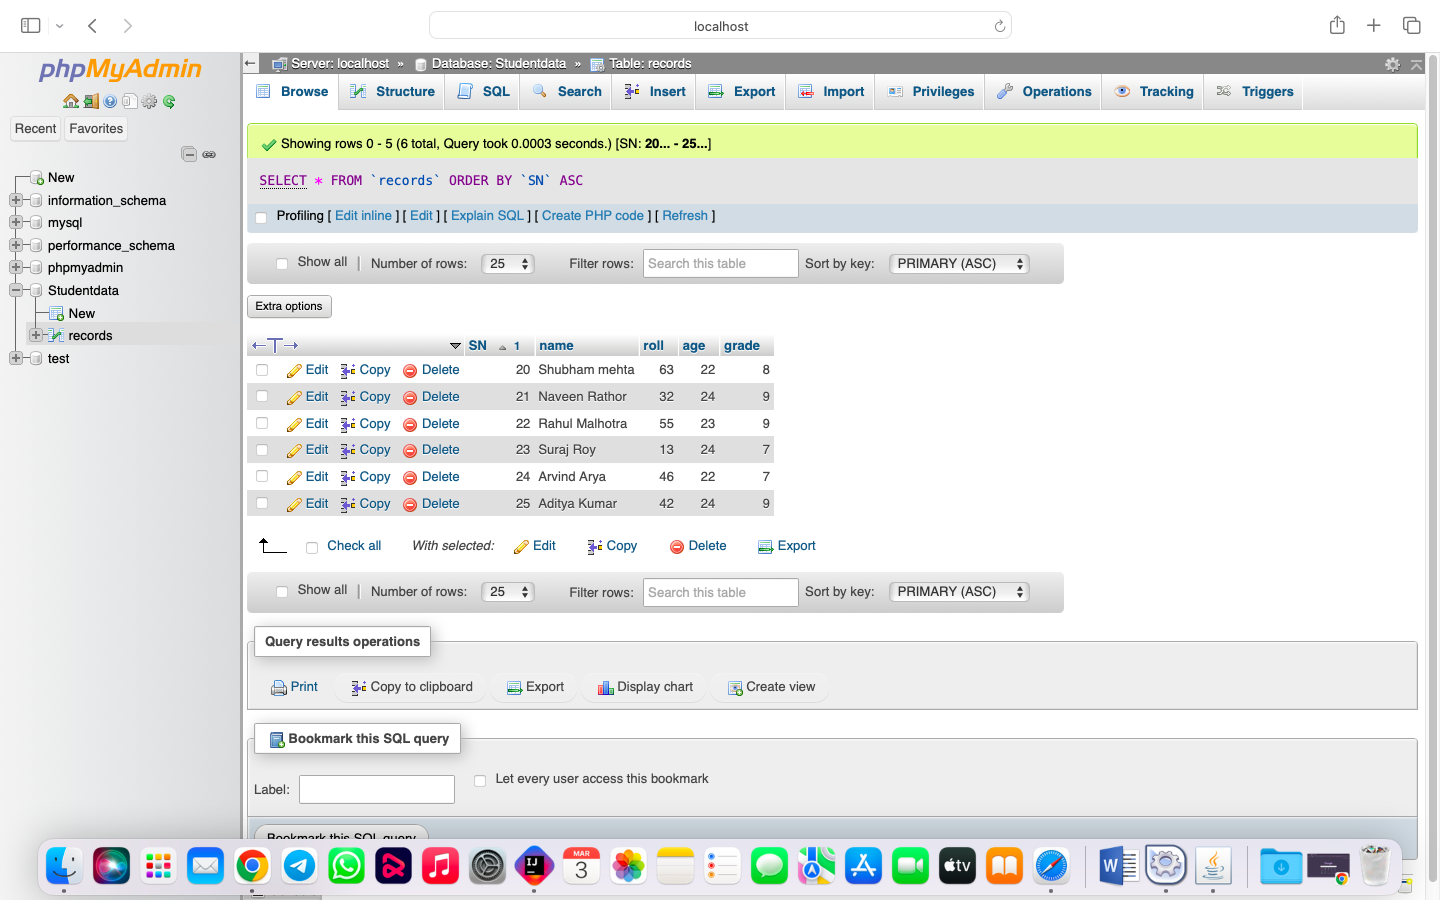 localhost
phpMyAdmin
Recent Favorites
New
information_schema
mysql
performance_schema
phpmyadmin
Studentdata
New
records
test
Server: localhost » Database: Studentdata » Table: records
Browse Structure SQL Search Insert Export Import Privileges Operations Tracking Triggers
Showing rows 0 - 5 (6 total, Query took 0.0003 seconds.) [SN: 20... - 25...]
SELECT * FROM `records` ORDER BY `SN` ASC
Profiling [ Edit inline ] [ Edit ] [ Explain SQL ] [ Create PHP code ] [ Refresh ]
Show all | Number of rows: 25 Filter rows: Search this table Sort by key: PRIMARY (ASC)
Extra options
←T→ SN 1 name roll age grade
Edit Copy Delete 20 Shubham mehta 63 22 8
Edit Copy Delete 21 Naveen Rathor 32 24 9
Edit Copy Delete 22 Rahul Malhotra 55 23 9
Edit Copy Delete 23 Suraj Roy 13 24 7
Edit Copy Delete 24 Arvind Arya 46 22 7
Edit Copy Delete 25 Aditya Kumar 42 24 9
Check all With selected: Edit Copy Delete Export
Show all | Number of rows: 25 Filter rows: Search this table Sort by key: PRIMARY (ASC)
Query results operations
Print Copy to clipboard Export Display chart Create view
Bookmark this SQL query
Label: Let every user access this bookmark
Bookmark this SQL query
MAR
3
IJ
tv
W